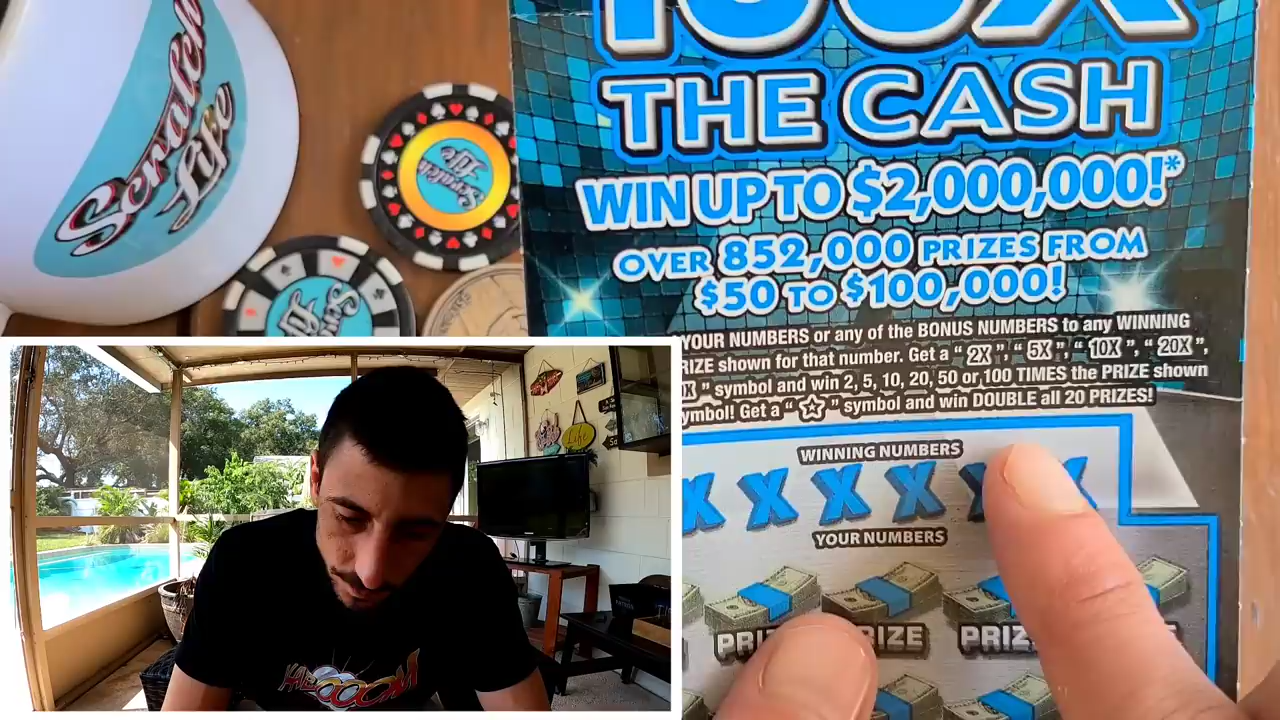 Scratch
Life
Scratch
Life
100X
THE CASH
WIN UP TO $2,000,000!*
OVER 852,000 PRIZES FROM
$50 TO $100,000!
YOUR NUMBERS or any of the BONUS NUMBERS to any WINNING
shown for that number. Get a "2X", "5X", "10X", "20X",
" symbol and win 2, 5, 10, 20, 50 or 100 TIMES the PRIZE shown
Get a "☆" symbol and win DOUBLE all 20 PRIZES!
WINNING NUMBERS
X X X X X X
YOUR NUMBERS
PRIZE
Life
KABOOOM